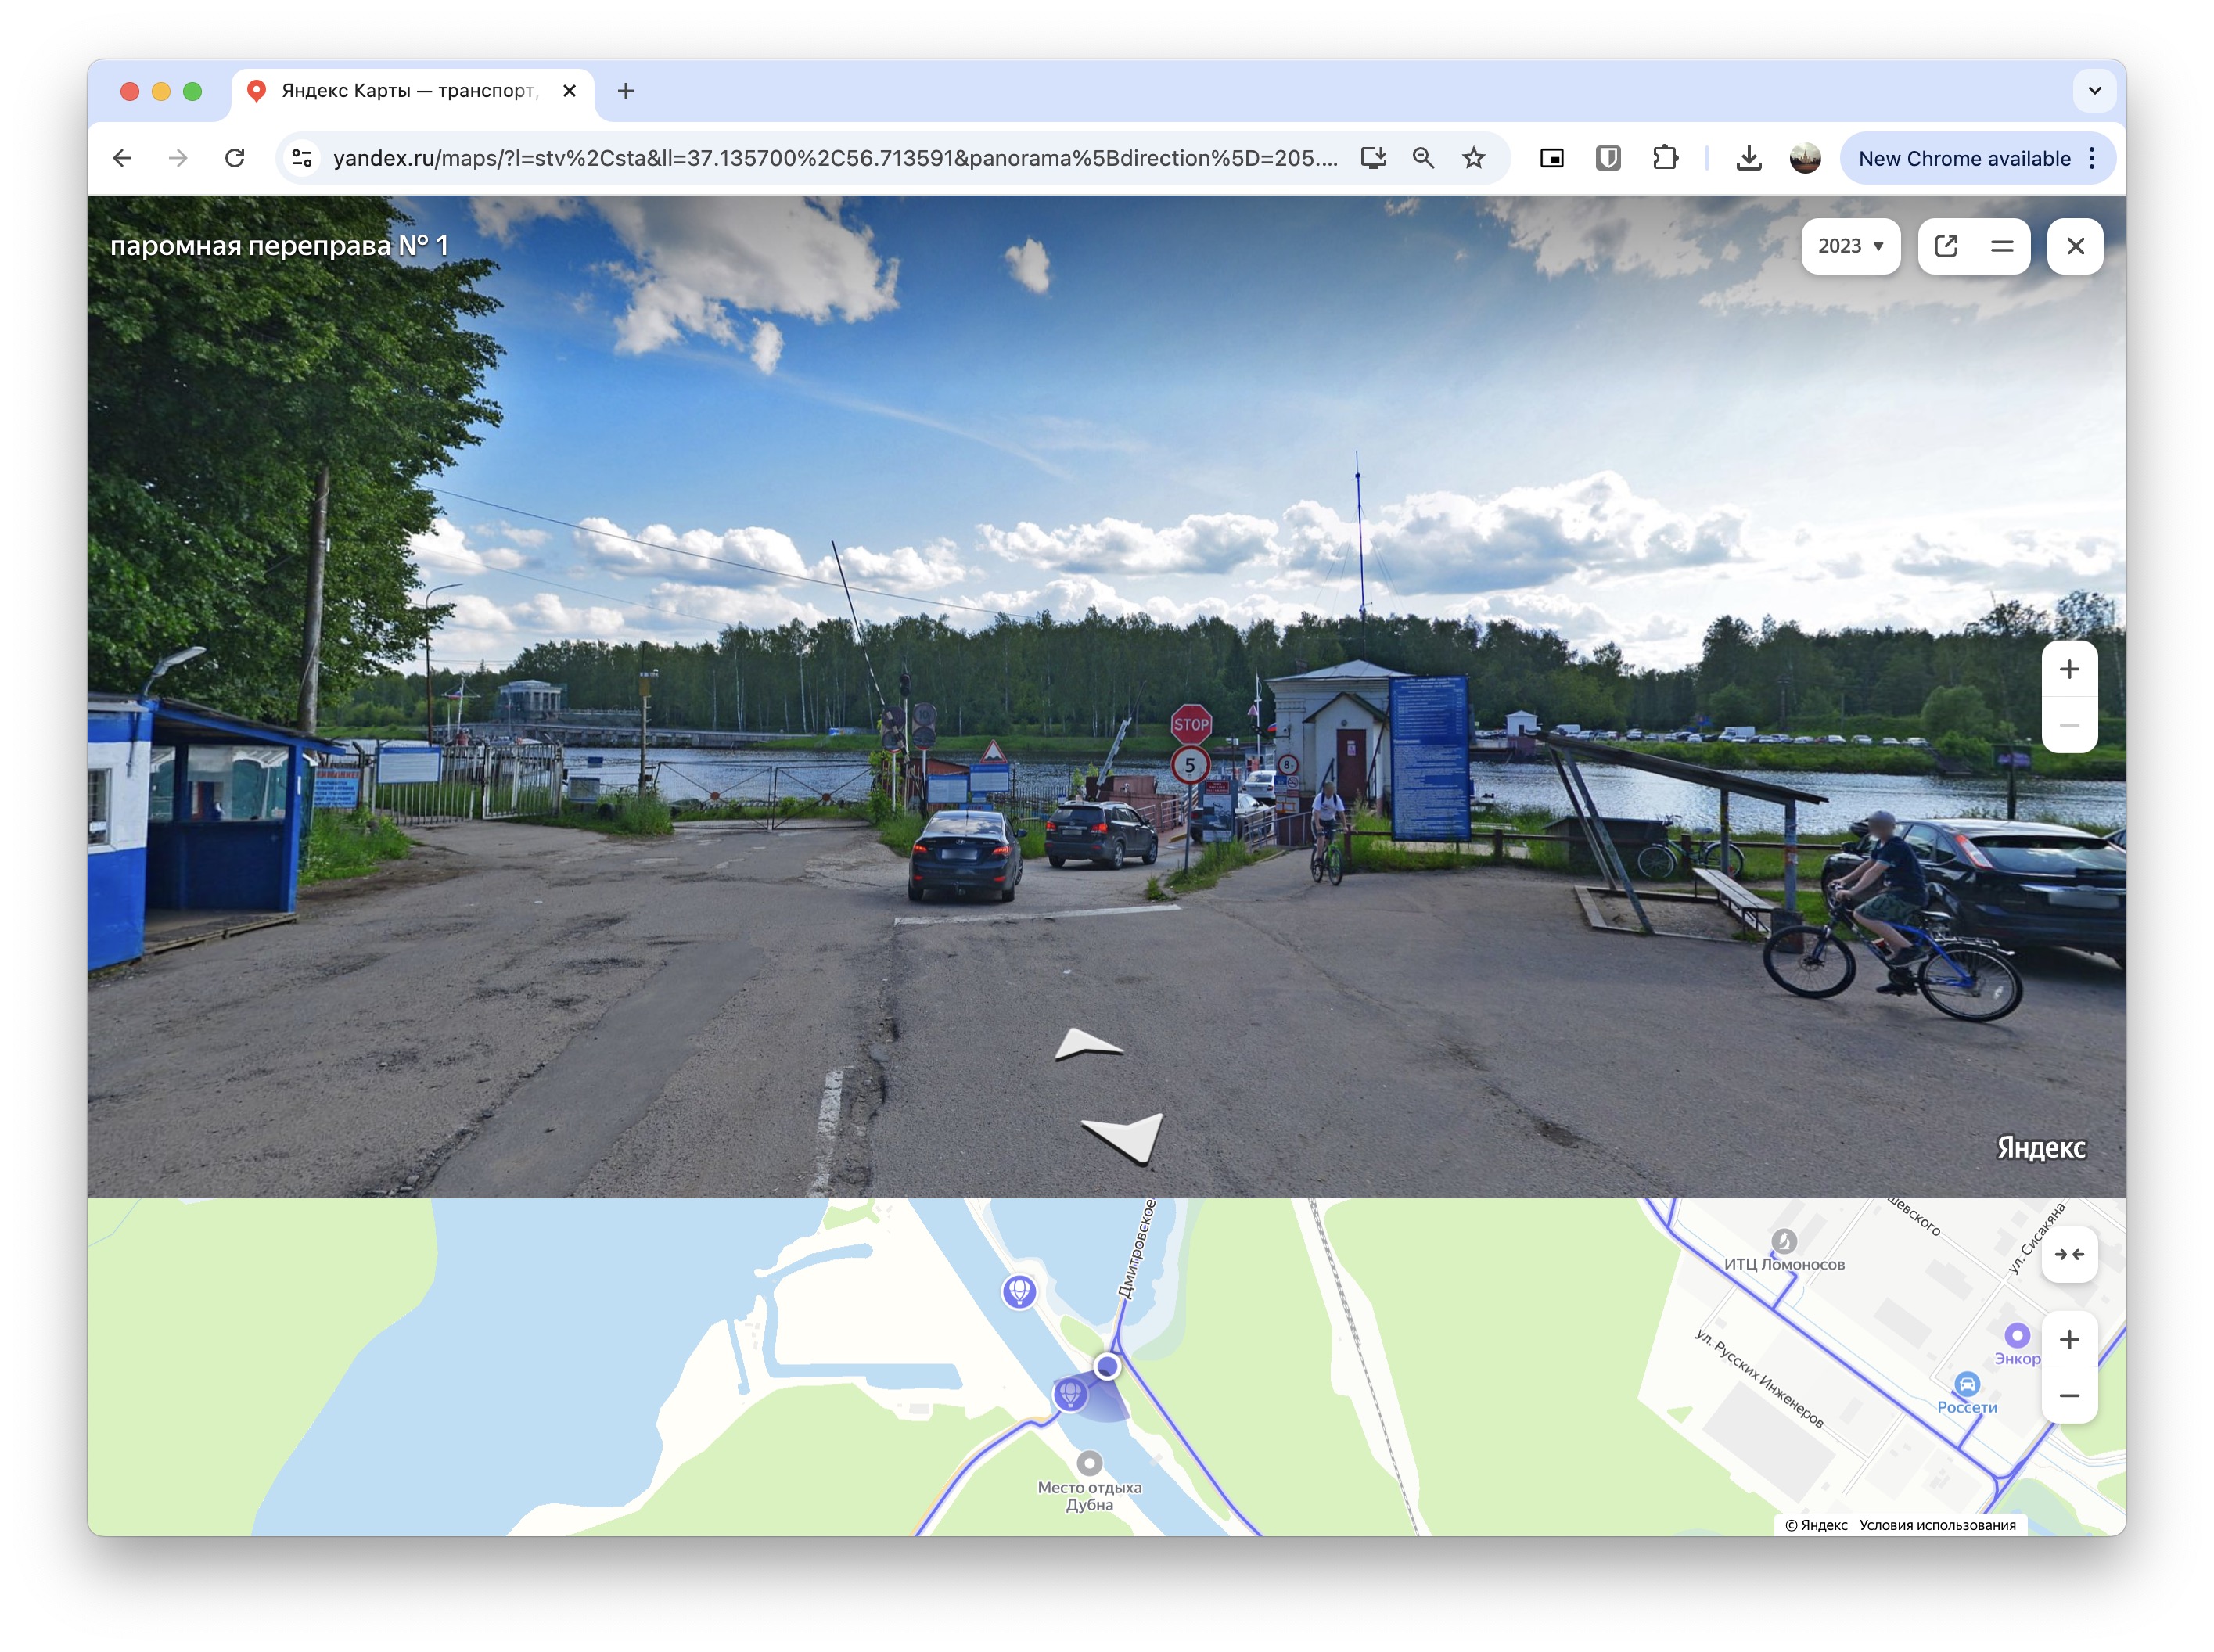 Яндекс Карты — транспорт,
yandex.ru/maps/?l=stv%2Csta&ll=37.135700%2C56.713591&panorama%5Bdirection%5D=205....
New Chrome available
паромная переправа № 1
2023
STOP
5
8
Яндекс
Дмитровское
шевского
ул. Сисакяна
ИТЦ Ломоносов
Энкор
ул. Русских Инженеров
Россети
Место отдыха
Дубна
© Яндекс Условия использования